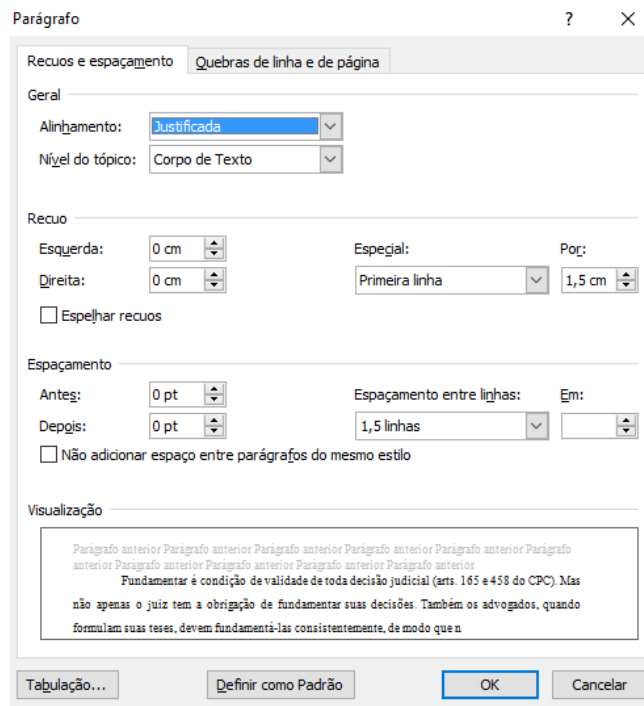 Parágrafo ? X
Recuos e espaçamento Quebras de linha e de página
Geral
Alinhamento: Justificada
Nível do tópico: Corpo de Texto
Recuo
Esquerda: 0 cm Especial: Por:
Direita: 0 cm Primeira linha 1,5 cm
Espelhar recuos
Espaçamento
Antes: 0 pt Espaçamento entre linhas: Em:
Depois: 0 pt 1,5 linhas
Não adicionar espaço entre parágrafos do mesmo estilo
Visualização
Parágrafo anterior Parágrafo anterior Parágrafo anterior Parágrafo anterior Parágrafo anterior Parágrafo
anterior Parágrafo anterior Parágrafo anterior Parágrafo anterior Parágrafo anterior
Fundamentar é condição de validade de toda decisão judicial (arts. 165 e 458 do CPC). Mas
não apenas o juiz tem a obrigação de fundamentar suas decisões. Também os advogados, quando
formulam suas teses, devem fundamentá-las consistentemente, de modo que n
Tabulação... Definir como Padrão OK Cancelar